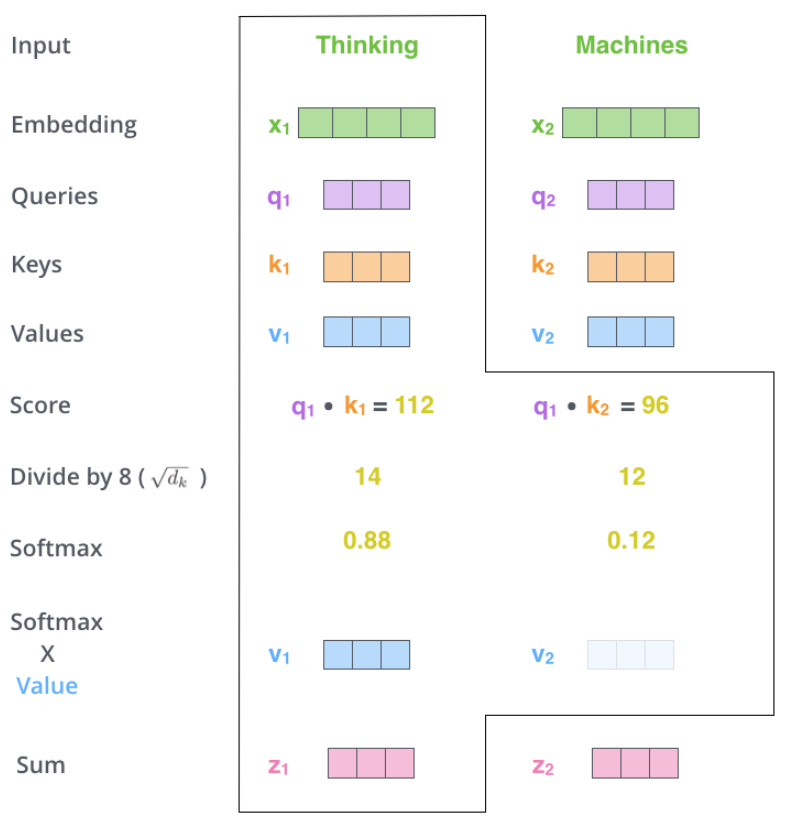 Input Thinking Machines
Embedding x₁ x₂
Queries q₁ q₂
Keys k₁ k₂
Values v₁ v₂
Score q₁ • k₁ = 112 q₁ • k₂ = 96
Divide by 8 ( √dₖ ) 14 12
Softmax 0.88 0.12
Softmax
X
Value v₁ v₂
Sum z₁ z₂